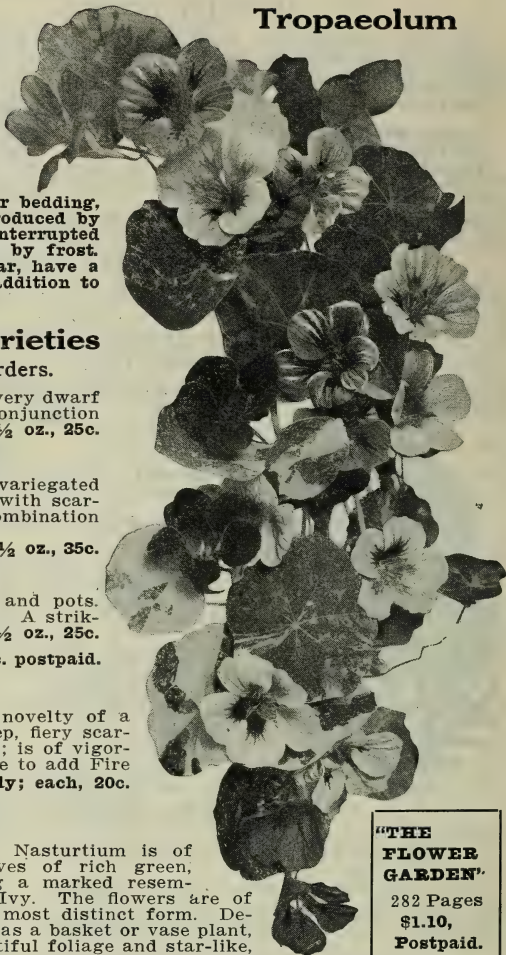 Tropaeolum
r bedding,
roduced by
nterrupted
by frost.
ar, have a
ddition to
rieties
rders.
very dwarf
onjunction
½ oz., 25c.
variegated
with scar-
ombination
½ oz., 35c.
and pots.
A strik-
½ oz., 25c.
c. postpaid.
novelty of a
ep, fiery scar-
; is of vigor-
e to add Fire
ly; each, 20c.
Nasturtium is of
ves of rich green,
g a marked resem-
Ivy. The flowers are of
most distinct form. De-
as a basket or vase plant,
tiful foliage and star-like,
"THE
FLOWER
GARDEN"
282 Pages
$1.10,
Postpaid.